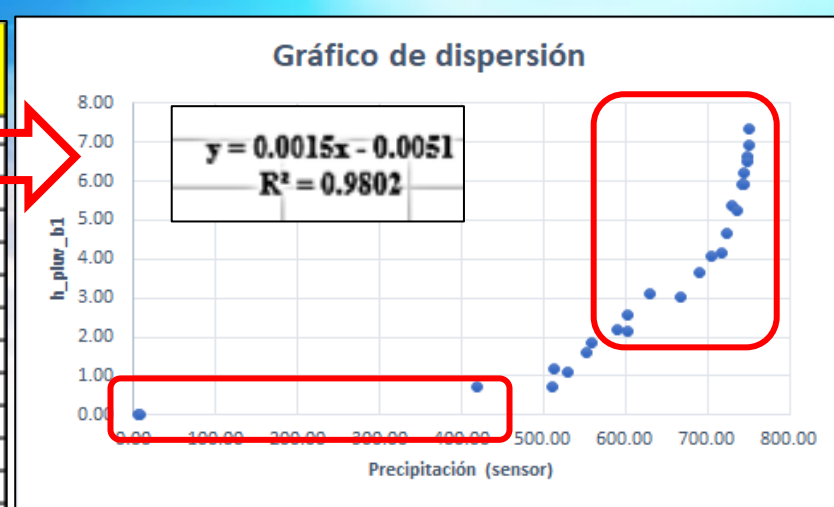 Gráfico de dispersión
y = 0.0015x - 0.0051
R² = 0.9802
8.00
7.00
6.00
5.00
4.00
3.00
2.00
1.00
0.00
h_pluv_b1
0.00 100.00 200.00 300.00 400.00 500.00 600.00 700.00 800.00
Precipitación (sensor)